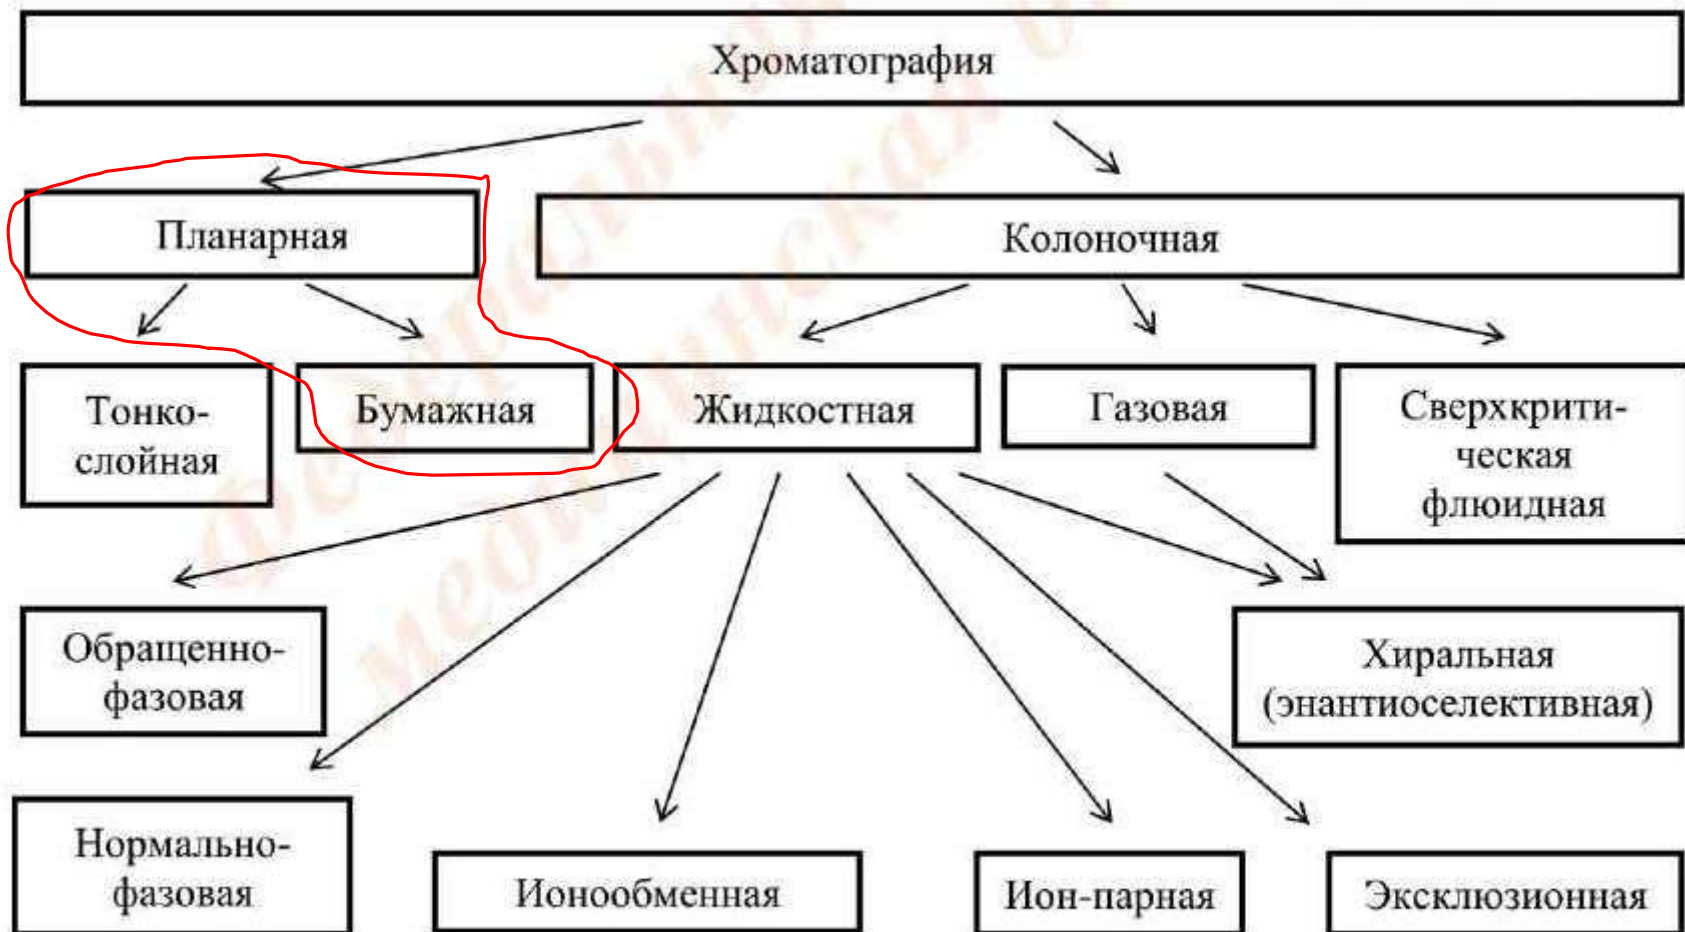 Хроматография
Планарная
Колоночная
Тонко-
слойная
Бумажная
Жидкостная
Газовая
Сверхкрити-
ческая
флюидная
Обращенно-
фазовая
Хиральная
(энантиоселективная)
Нормально-
фазовая
Ионообменная
Ион-парная
Эксклюзионная